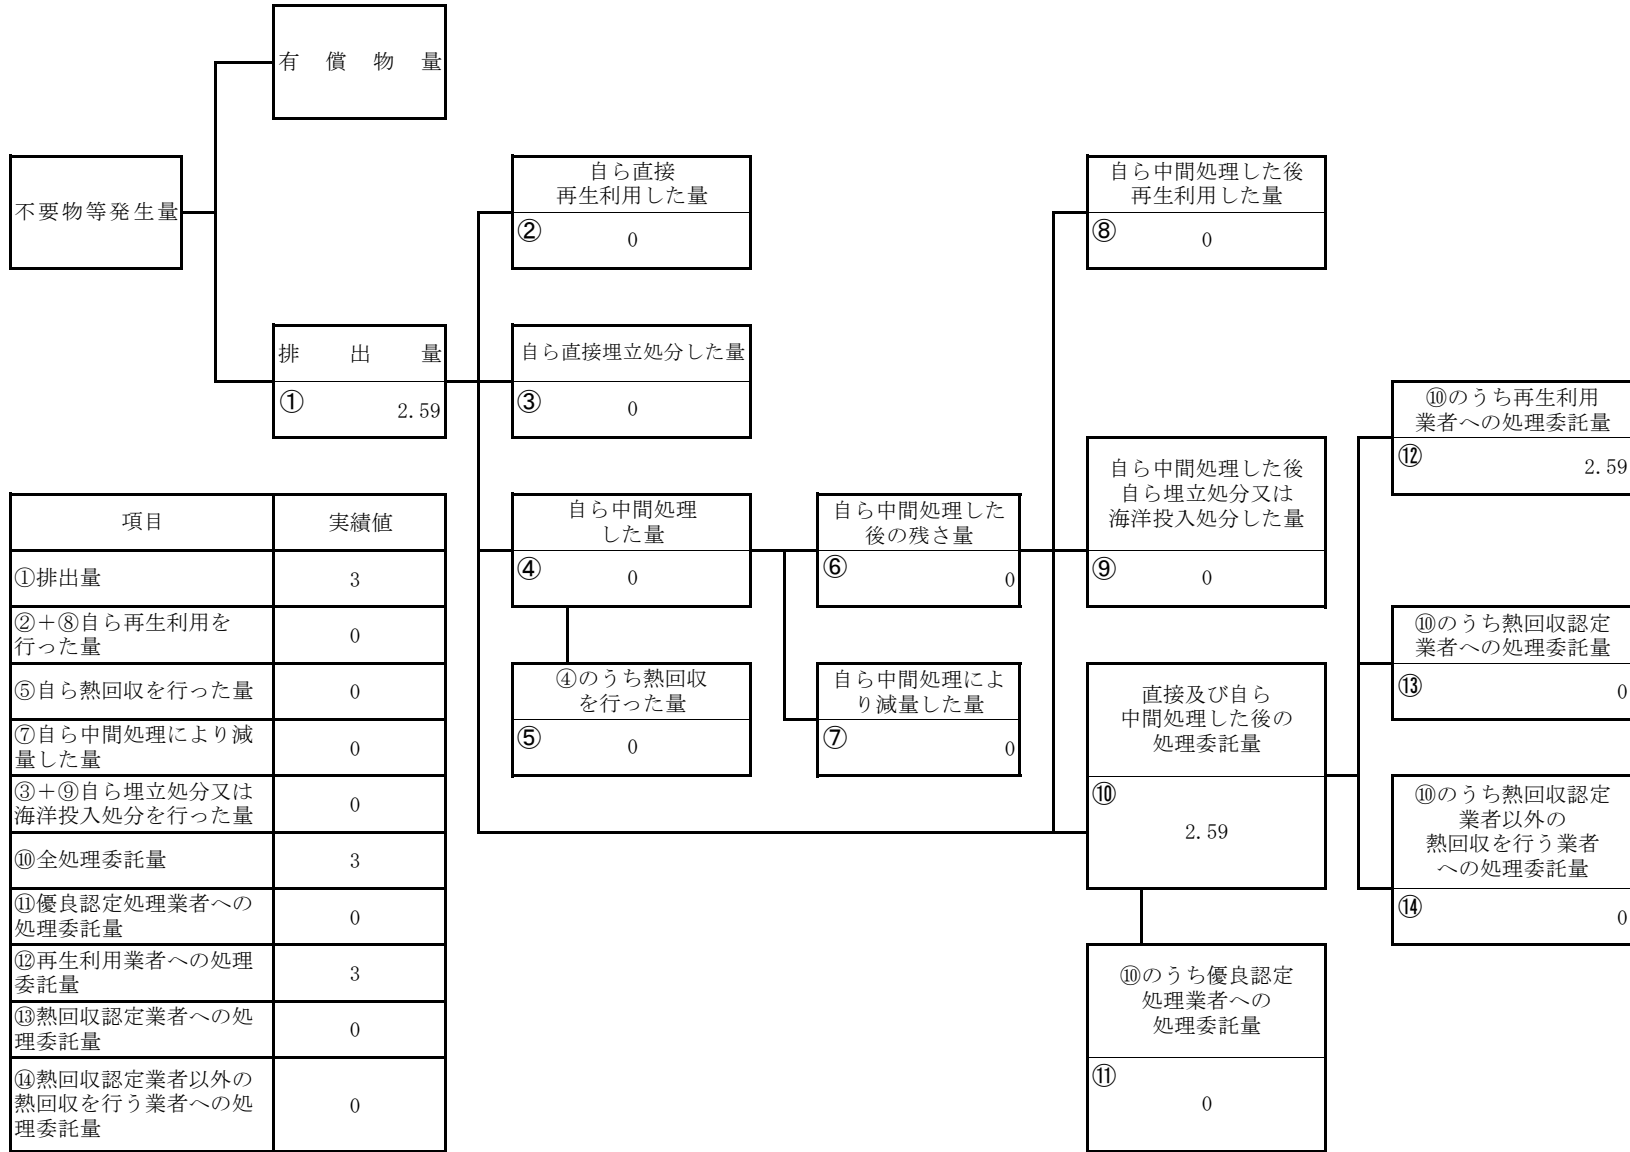 有償物量
不要物等発生量
排出量
①
2.59
自ら直接
再生利用した量
②
0
自ら直接埋立処分した量
③
0
自ら中間処理
した量
④
0
④のうち熱回収
を行った量
⑤
0
自ら中間処理した
後の残さ量
⑥
0
自ら中間処理によ
り減量した量
⑦
0
自ら中間処理した後
再生利用した量
⑧
0
自ら中間処理した後
自ら埋立処分又は
海洋投入処分した量
⑨
0
直接及び自ら
中間処理した後の
処理委託量
⑩
2.59
⑩のうち優良認定
処理業者への
処理委託量
⑪
0
⑩のうち再生利用
業者への処理委託量
⑫
2.59
⑩のうち熱回収認定
業者への処理委託量
⑬
0
⑩のうち熱回収認定
業者以外の
熱回収を行う業者
への処理委託量
⑭
0
項目 実績値
①排出量 3
②＋⑧自ら再生利用を
行った量 0
⑤自ら熱回収を行った量 0
⑦自ら中間処理により減
量した量 0
③＋⑨自ら埋立処分又は
海洋投入処分を行った量 0
⑩全処理委託量 3
⑪優良認定処理業者への
処理委託量 0
⑫再生利用業者への処理
委託量 3
⑬熱回収認定業者への処
理委託量 0
⑭熱回収認定業者以外の
熱回収を行う業者への処
理委託量 0